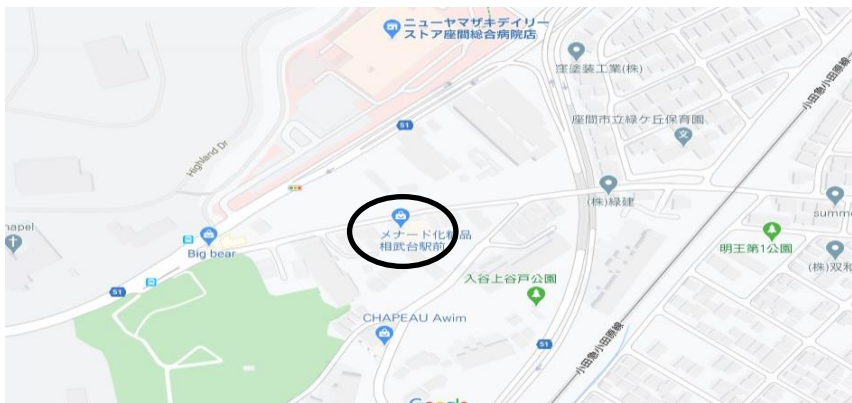 ニューヤマザキデイリー
ストア座間総合病院店
窪塗装工業(株)
小田急小田原線
座間市立緑ケ丘保育園
51
Highland Dr
(株)緑建
summe
メナード化粧品
相武台駅前
hapel
Big bear
明王第1公園
(株)双和
入谷上谷戸公園
51
CHAPEAU Awim
51
小田急小田原線